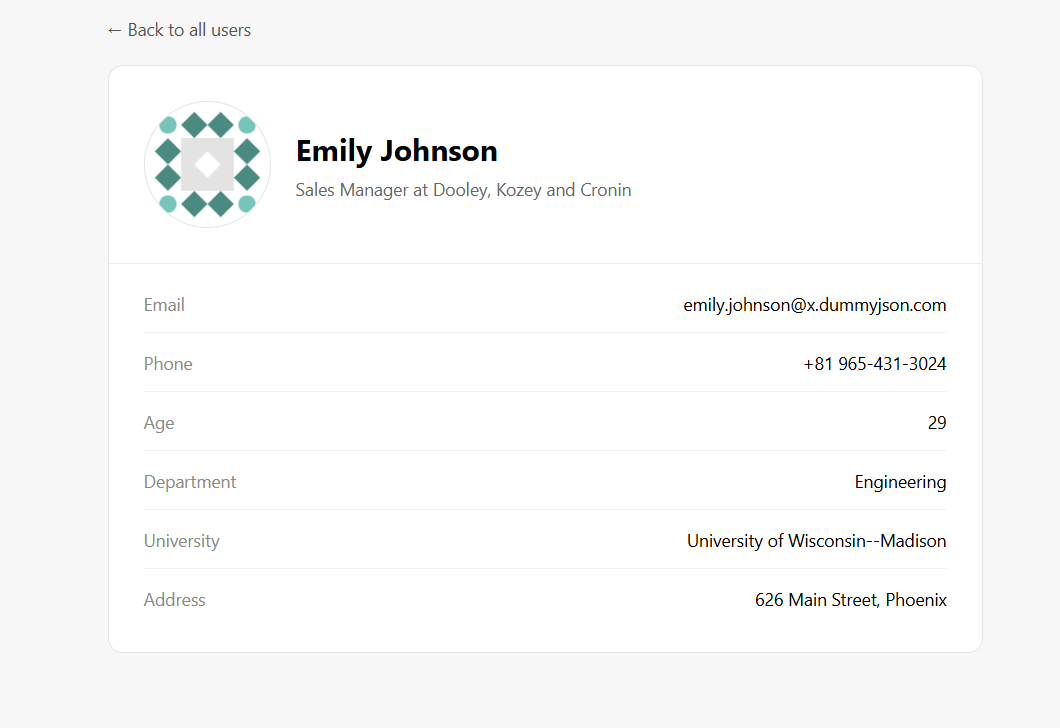 ← Back to all users
Emily Johnson
Sales Manager at Dooley, Kozey and Cronin
Email emily.johnson@x.dummyjson.com
Phone +81 965-431-3024
Age 29
Department Engineering
University University of Wisconsin--Madison
Address 626 Main Street, Phoenix